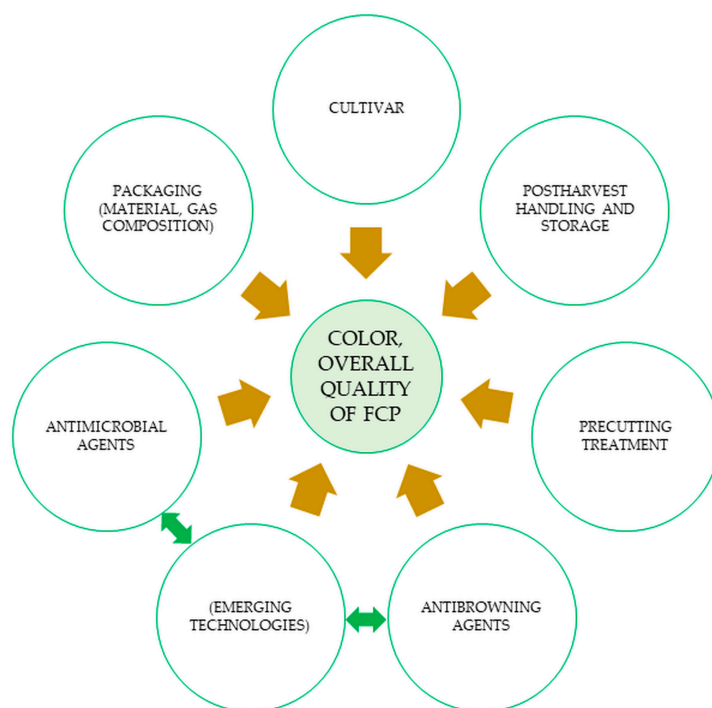 CULTIVAR
PACKAGING
(MATERIAL, GAS
COMPOSITION)
POSTHARVEST
HANDLING AND
STORAGE
COLOR,
OVERALL
QUALITY
OF FCP
ANTIMICROBIAL
AGENTS
PRECUTTING
TREATMENT
(EMERGING
TECHNOLOGIES)
ANTIBROWNING
AGENTS